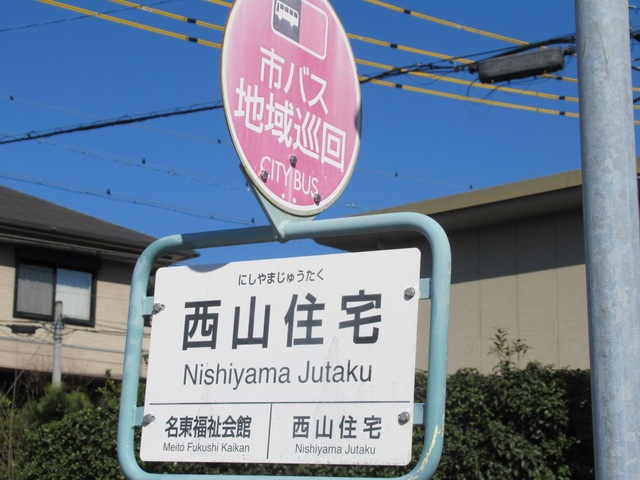 市バス
地域巡回
CITY BUS
にしやまじゅうたく
西山住宅
Nishiyama Jutaku
名東福祉会館
Meito Fukushi Kaikan
西山住宅
Nishiyama Jutaku